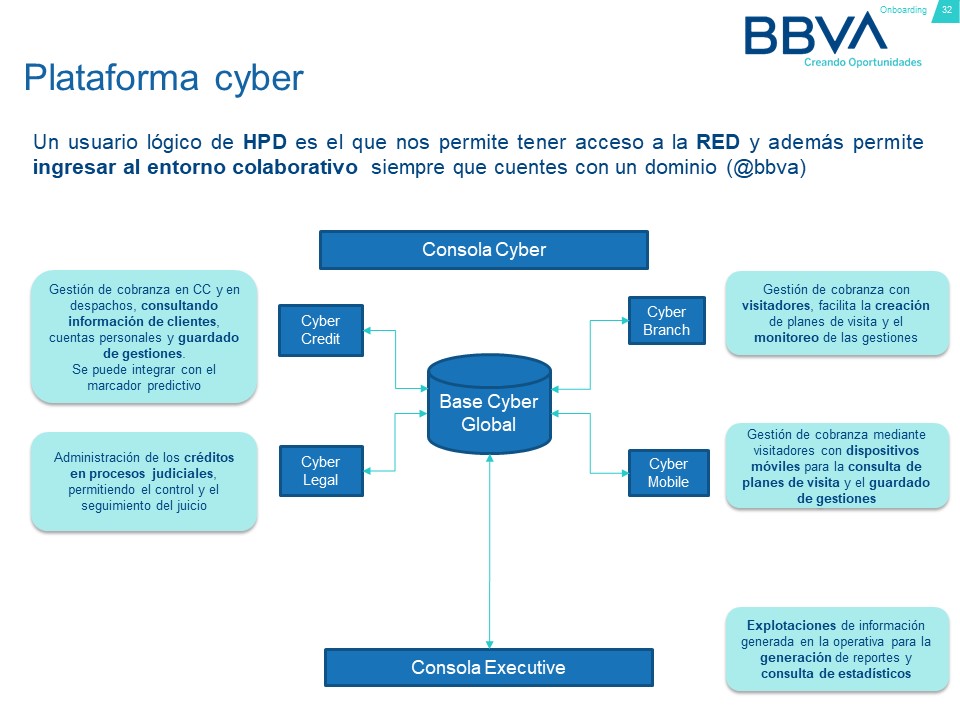 Onboarding 32
BBVA
Creando Oportunidades
Plataforma cyber
Un usuario lógico de HPD es el que nos permite tener acceso a la RED y además permite
ingresar al entorno colaborativo siempre que cuentes con un dominio (@bbva)
Consola Cyber
Gestión de cobranza en CC y en
despachos, consultando
información de clientes,
cuentas personales y guardado
de gestiones.
Se puede integrar con el
marcador predictivo
Cyber
Credit
Cyber
Branch
Gestión de cobranza con
visitadores, facilita la creación
de planes de visita y el
monitoreo de las gestiones
Base Cyber
Global
Administración de los créditos
en procesos judiciales,
permitiendo el control y el
seguimiento del juicio
Cyber
Legal
Cyber
Mobile
Gestión de cobranza mediante
visitadores con dispositivos
móviles para la consulta de
planes de visita y el guardado
de gestiones
Consola Executive
Explotaciones de información
generada en la operativa para la
generación de reportes y
consulta de estadísticos